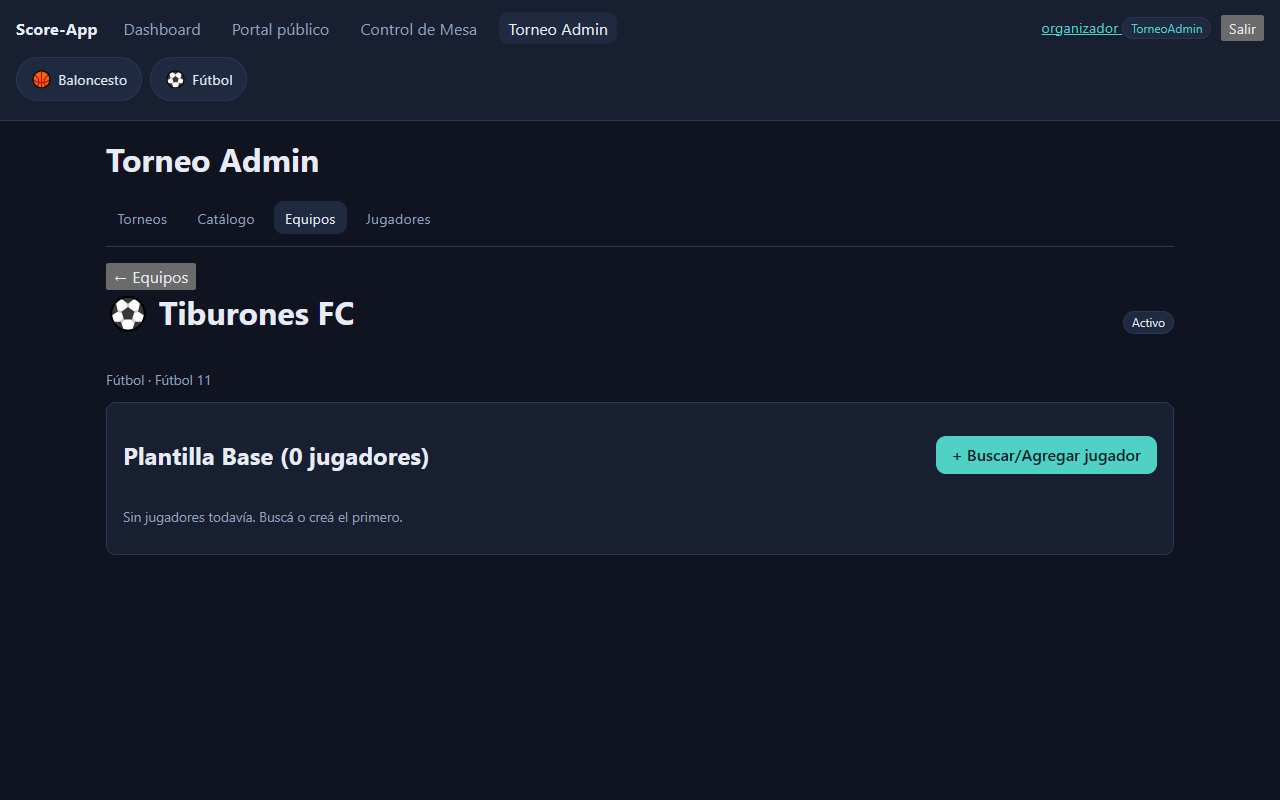 Score-App Dashboard Portal público Control de Mesa Torneo Admin organizador TorneoAdmin Salir
Baloncesto Fútbol
Torneo Admin
Torneos Catálogo Equipos Jugadores
← Equipos
Tiburones FC Activo
Fútbol · Fútbol 11
Plantilla Base (0 jugadores) + Buscar/Agregar jugador
Sin jugadores todavía. Buscá o creá el primero.